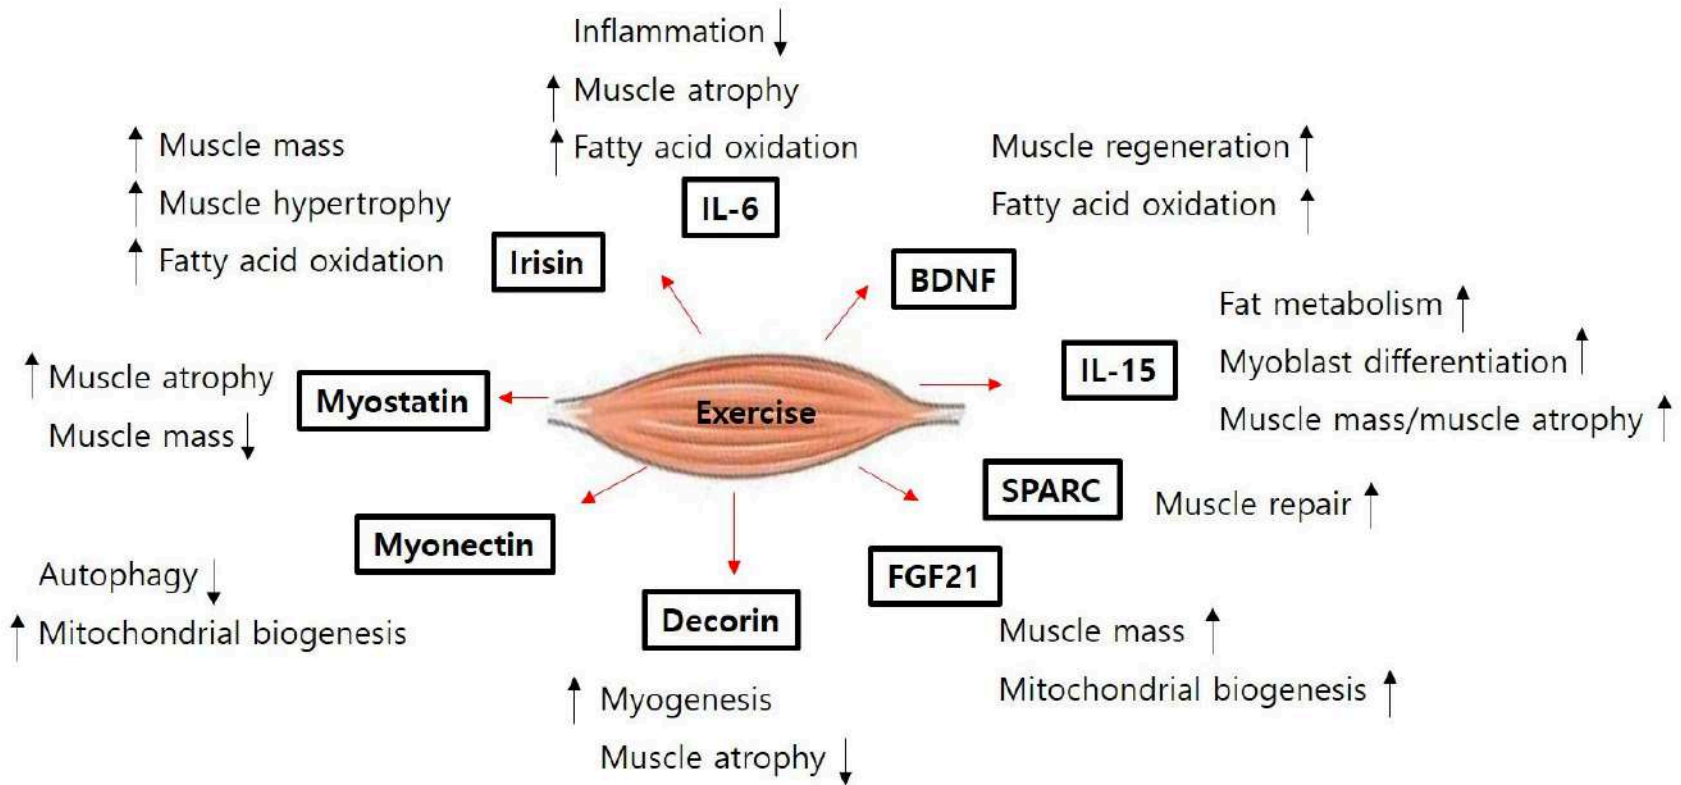 Inflammation ↓
↑ Muscle atrophy
↑ Fatty acid oxidation
IL-6
↑ Muscle mass
↑ Muscle hypertrophy
↑ Fatty acid oxidation
Irisin
Muscle regeneration ↑
Fatty acid oxidation ↑
BDNF
Fat metabolism ↑
Myoblast differentiation ↑
Muscle mass/muscle atrophy ↑
IL-15
↑ Muscle atrophy
Muscle mass ↓
Myostatin
Exercise
SPARC
Muscle repair ↑
Myonectin
Autophagy ↓
↑ Mitochondrial biogenesis
FGF21
Muscle mass ↑
Mitochondrial biogenesis ↑
Decorin
↑ Myogenesis
Muscle atrophy ↓